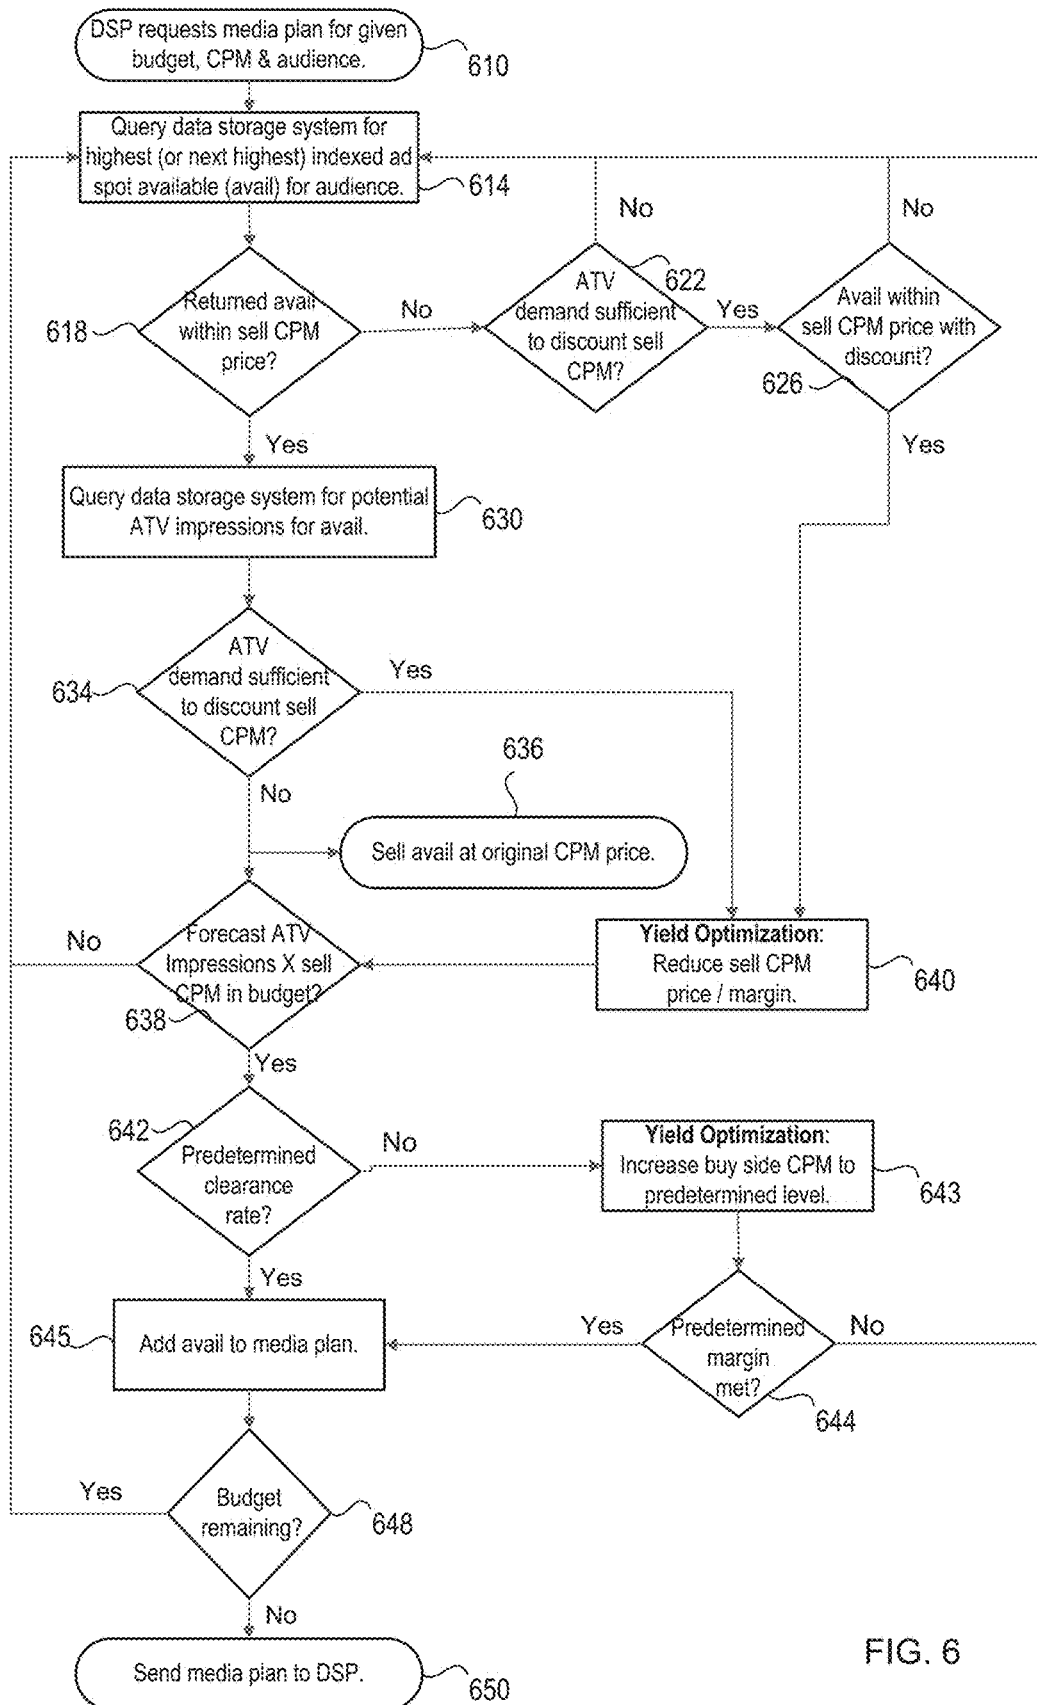 DSP requests media plan for given
budget, CPM & audience.
610
Query data storage system for
highest (or next highest) indexed ad
spot available (avail) for audience.
614
No
No
Returned avail
within sell CPM
price?
618
No
ATV
demand sufficient
to discount sell
CPM?
622
Yes
Avail within
sell CPM price with
discount?
626
Yes
Yes
Query data storage system for potential
ATV impressions for avail.
630
ATV
demand sufficient
to discount sell
CPM?
634
Yes
No
636
Sell avail at original CPM price.
No
Forecast ATV
Impressions X sell
CPM in budget?
638
Yield Optimization:
Reduce sell CPM
price / margin.
640
Yes
642
Predetermined
clearance
rate?
No
Yield Optimization:
Increase buy side CPM to
predetermined level.
643
Yes
645
Add avail to media plan.
Yes
Predetermined
margin
met?
No
644
Yes
Budget
remaining?
648
No
Send media plan to DSP.
650
FIG. 6